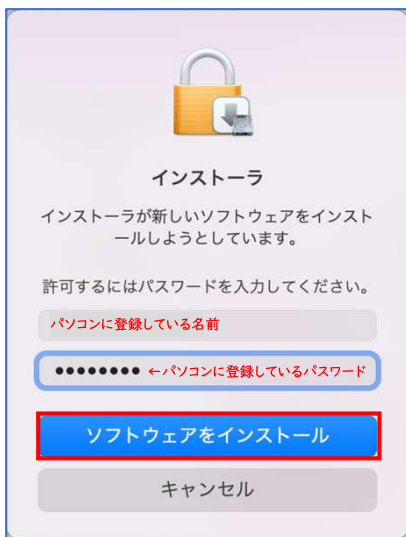 インストーラ
インストーラが新しいソフトウェアをインスト
ールしようとしています。
許可するにはパスワードを入力してください。
パソコンに登録している名前
●●●●●●●● ←パソコンに登録しているパスワード
ソフトウェアをインストール
キャンセル